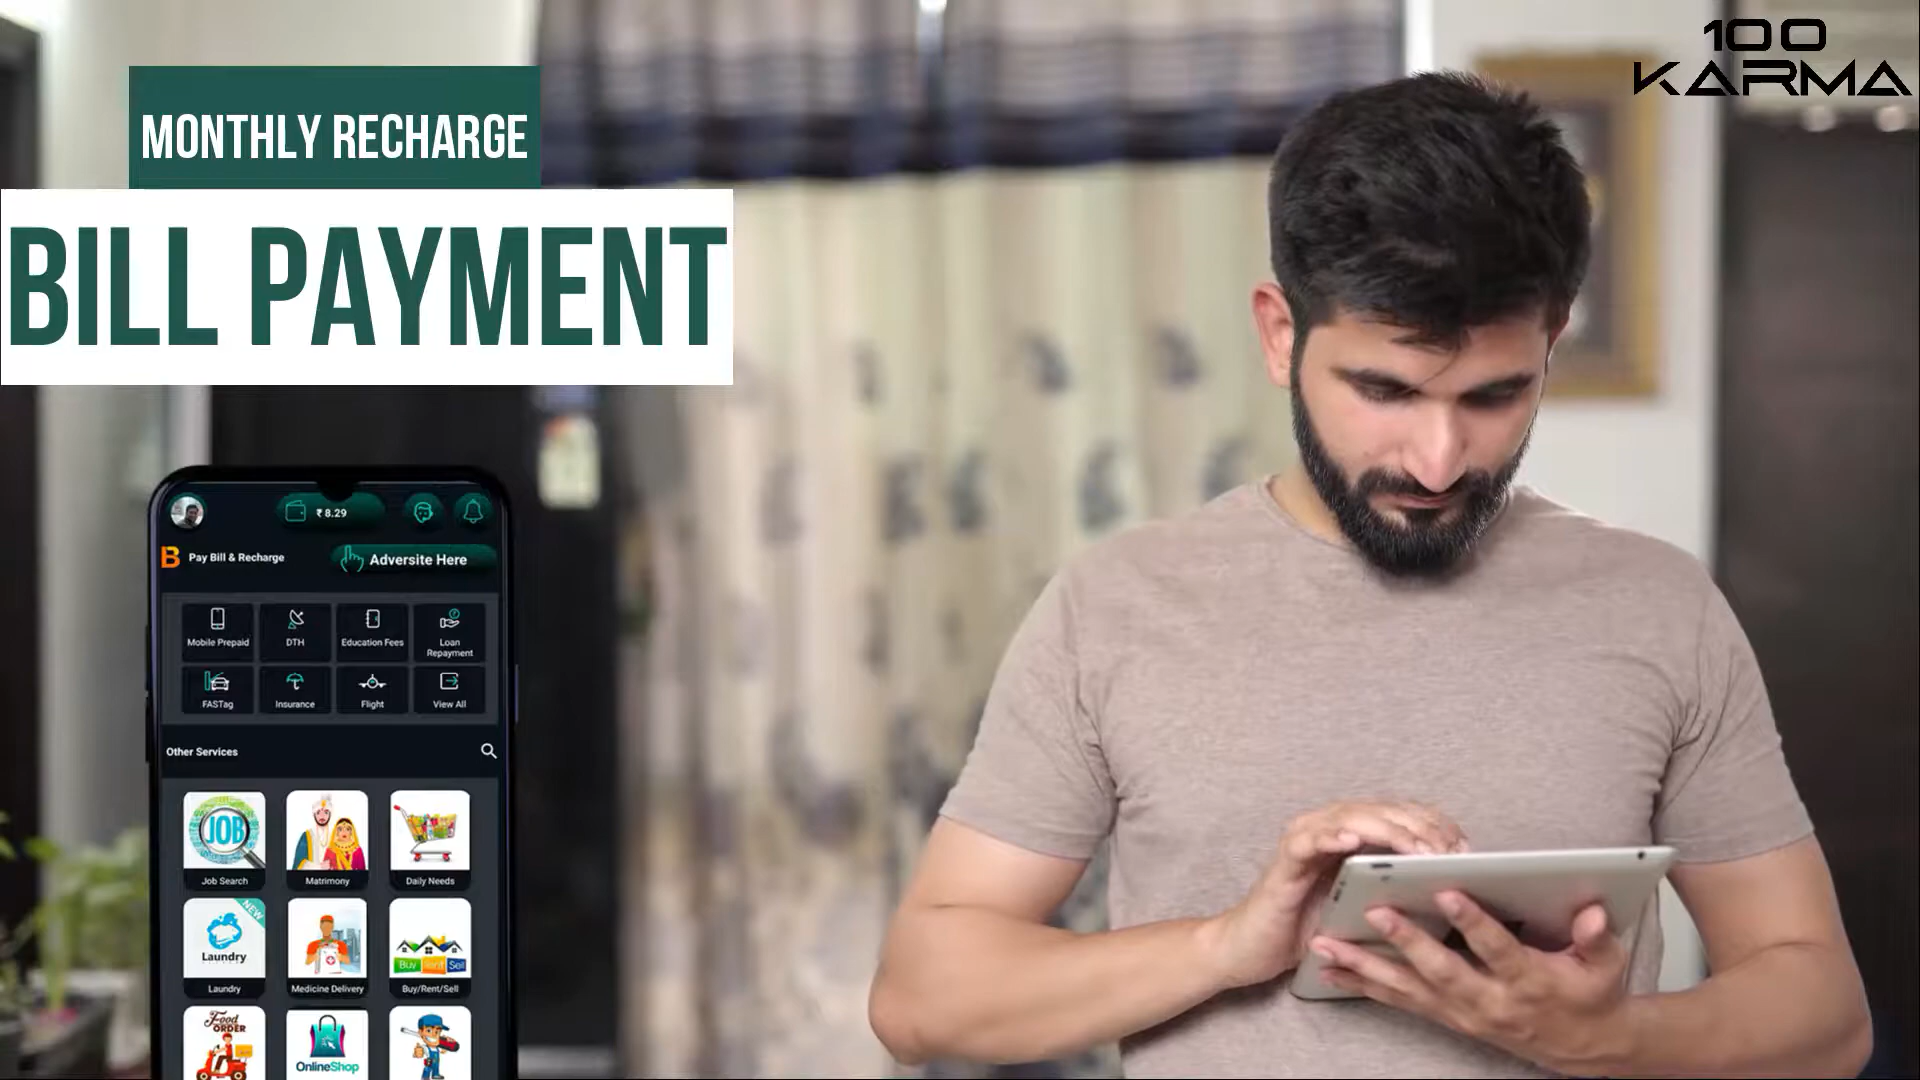 100
KARMA
MONTHLY RECHARGE
BILL PAYMENT
₹ 8.29
B Pay Bill & Recharge
Adversite Here
Mobile Prepaid
DTH
Education Fees
Loan
Repayment
FASTag
Insurance
Flight
View All
Other Services
JOB
Job Search
Matrimony
Daily Needs
NEW
Laundry
Laundry
Medicine Delivery
Buy Rent Sell
Buy/Rent/Sell
Food
ORDER
OnlineShop